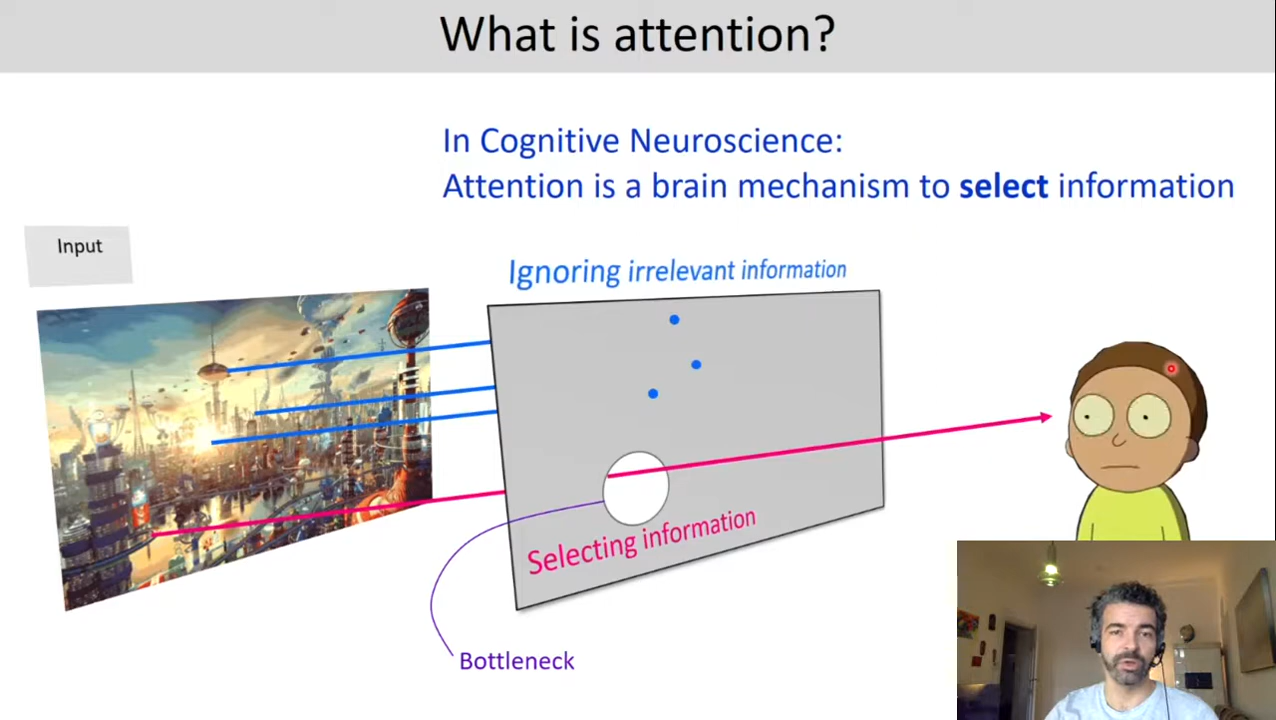 What is attention?
In Cognitive Neuroscience:
Attention is a brain mechanism to select information
Input
Ignoring irrelevant information
Selecting information
Bottleneck